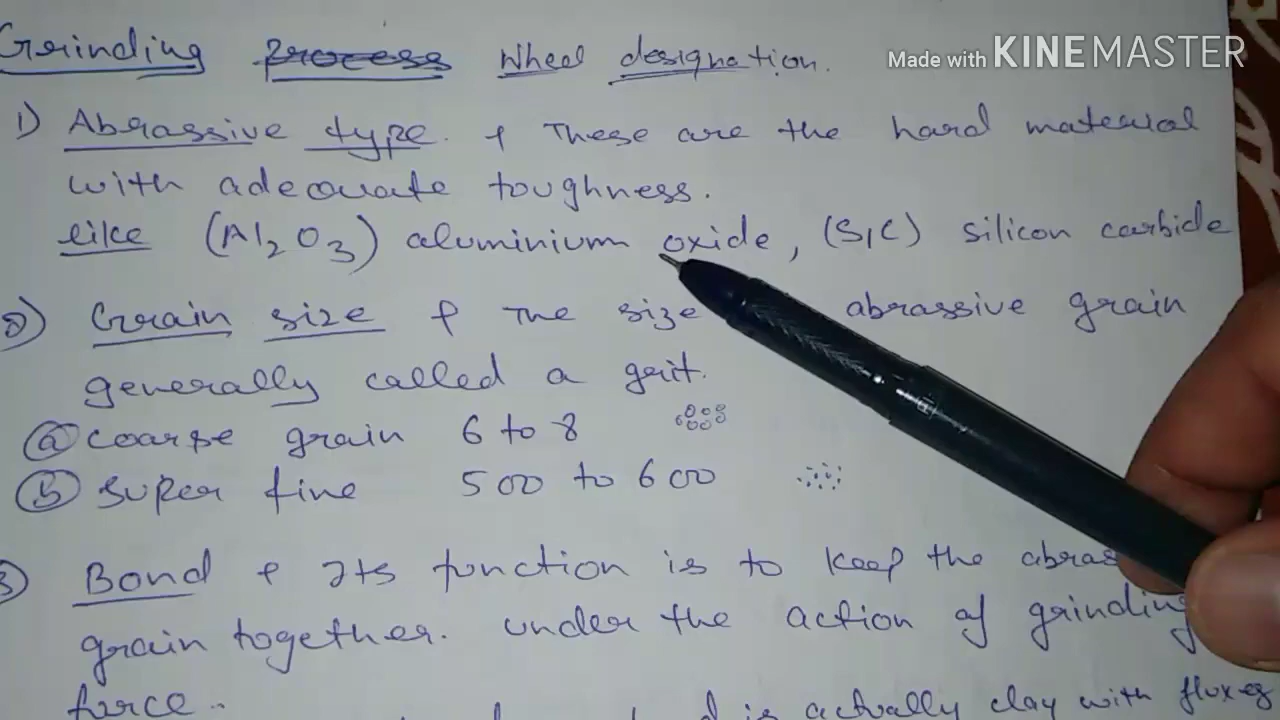 Made with KINEMASTER
Grinding process Wheel designation.
1) Abrassive type. These are the hard material
with adequate toughness.
like (Al2O3) aluminium oxide, (SiC) silicon carbide
2) Grain size The size abrassive grain
generally called a grit.
(a) coarse grain 6 to 8
(b) super fine 500 to 600
3) Bond Its function is to keep the abras
grain together. under the action of grinding
force..
is actually clay with fluxes